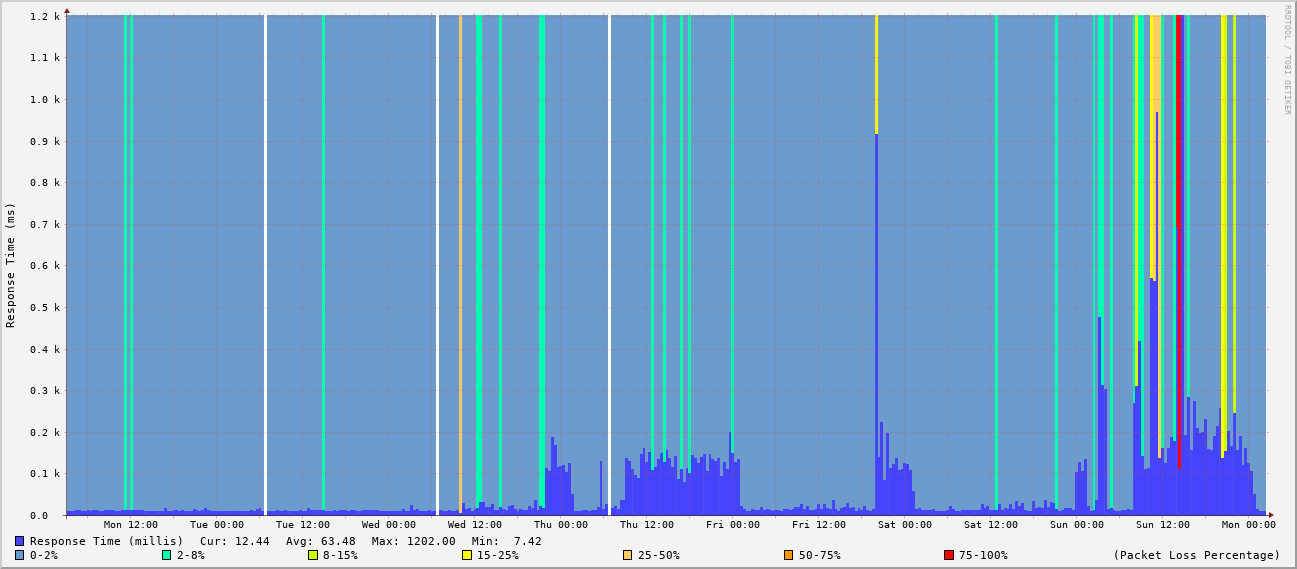 1.2 k
1.1 k
1.0 k
0.9 k
0.8 k
0.7 k
0.6 k
0.5 k
0.4 k
0.3 k
0.2 k
0.1 k
0.0
Response Time (ms)
RRDTOOL / TOBI OETIKER
Mon 12:00 Tue 00:00 Tue 12:00 Wed 00:00 Wed 12:00 Thu 00:00 Thu 12:00 Fri 00:00 Fri 12:00 Sat 00:00 Sat 12:00 Sun 00:00 Sun 12:00 Mon 00:00
Response Time (millis) Cur: 12.44 Avg: 63.48 Max: 1202.00 Min: 7.42
0-2% 2-8% 8-15% 15-25% 25-50% 50-75% 75-100% (Packet Loss Percentage)